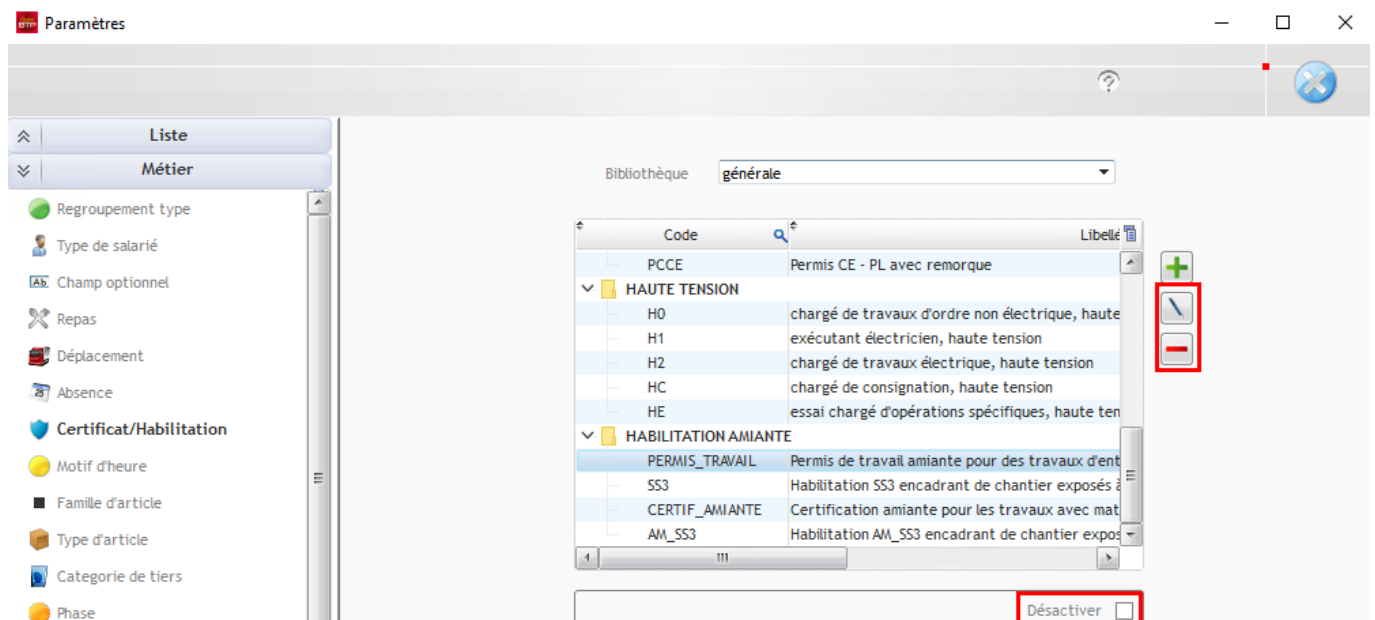 Paramètres
Liste
Métier
Regroupement type
Type de salarié
Champ optionnel
Repas
Déplacement
Absence
Certificat/Habilitation
Motif d'heure
Famille d'article
Type d'article
Categorie de tiers
Phase
Bibliothèque générale
Code Libellé
PCCE Permis CE - PL avec remorque
HAUTE TENSION
H0 chargé de travaux d'ordre non électrique, haute
H1 exécutant électricien, haute tension
H2 chargé de travaux électrique, haute tension
HC chargé de consignation, haute tension
HE essai chargé d'opérations spécifiques, haute ten
HABILITATION AMIANTE
PERMIS_TRAVAIL Permis de travail amiante pour des travaux d'ent
SS3 Habilitation SS3 encadrant de chantier exposés à
CERTIF_AMIANTE Certification amiante pour les travaux avec mat
AM_SS3 Habilitation AM_SS3 encadrant de chantier expos
Désactiver